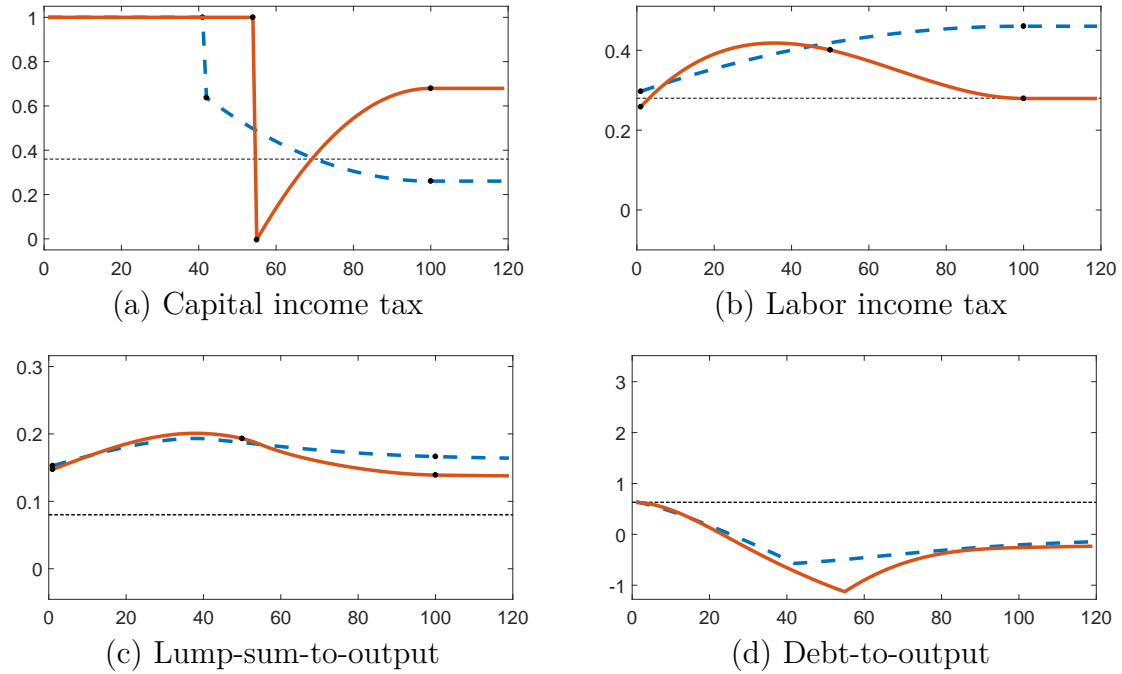 1
0.8
0.6
0.4
0.2
0
0 20 40 60 80 100 120
(a) Capital income tax
0.4
0.2
0
0 20 40 60 80 100 120
(b) Labor income tax
0.3
0.2
0.1
0
0 20 40 60 80 100 120
(c) Lump-sum-to-output
3
2
1
0
-1
0 20 40 60 80 100 120
(d) Debt-to-output